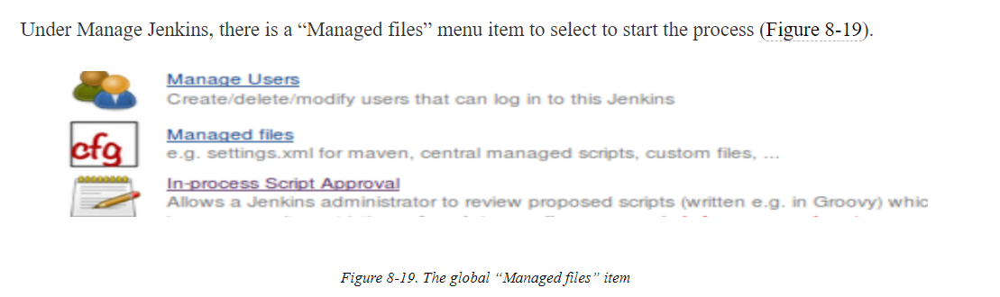 Under Manage Jenkins, there is a “Managed files” menu item to select to start the process (Figure 8-19).
Manage Users
Create/delete/modify users that can log in to this Jenkins
cfg
Managed files
e.g. settings.xml for maven, central managed scripts, custom files, ...
In-process Script Approval
Allows a Jenkins administrator to review proposed scripts (written e.g. in Groovy) whic
Figure 8-19. The global “Managed files” item